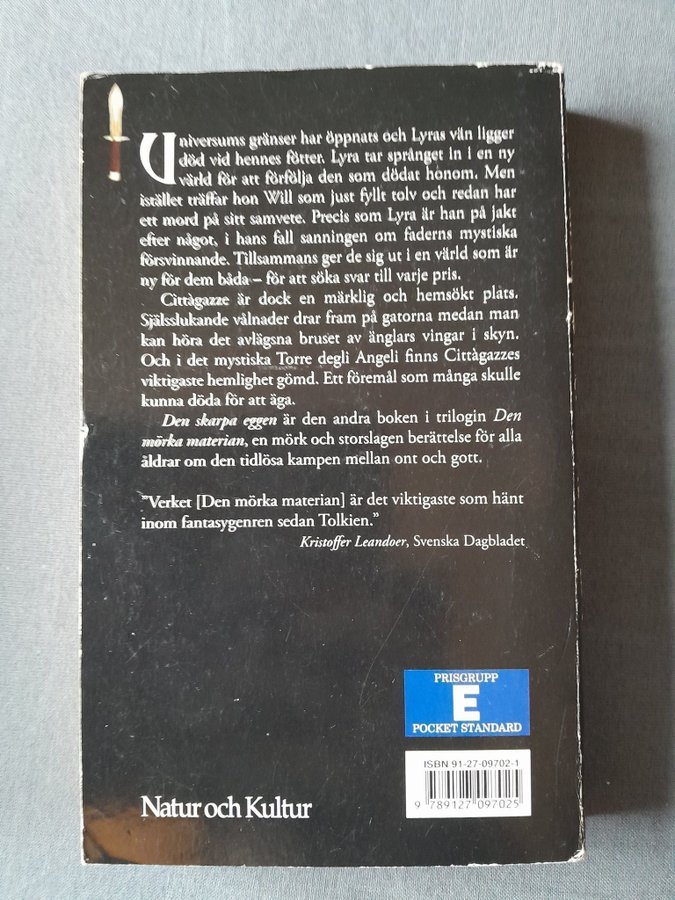 Universums gränser har öppnats och Lyras vän ligger
död vid hennes fötter. Lyra tar språnget in i en ny
värld för att förfölja den som dödat honom. Men
istället träffar hon Will som just fyllt tolv och redan har
ett mord på sitt samvete. Precis som Lyra är han på jakt
efter något, i hans fall sanningen om faderns mystiska
försvinnande. Tillsammans ger de sig ut i en värld som är
ny för dem båda – för att söka svar till varje pris.
Cittàgazze är dock en märklig och hemsökt plats.
Själsslukande vålnader drar fram på gatorna medan man
kan höra det avlägsna bruset av änglars vingar i skyn.
Och i det mystiska Torre degli Angeli finns Cittàgazzes
viktigaste hemlighet gömd. Ett föremål som många skulle
kunna döda för att äga.
Den skarpa eggen är den andra boken i trilogin Den
mörka materian, en mörk och storslagen berättelse för alla
åldrar om den tidlösa kampen mellan ont och gott.
”Verket [Den mörka materian] är det viktigaste som hänt
inom fantasygenren sedan Tolkien.”
Kristoffer Leandoer, Svenska Dagbladet
PRISGRUPP
E
POCKET STANDARD
ISBN 91-27-09702-1
9 789127 097025
Natur och Kultur